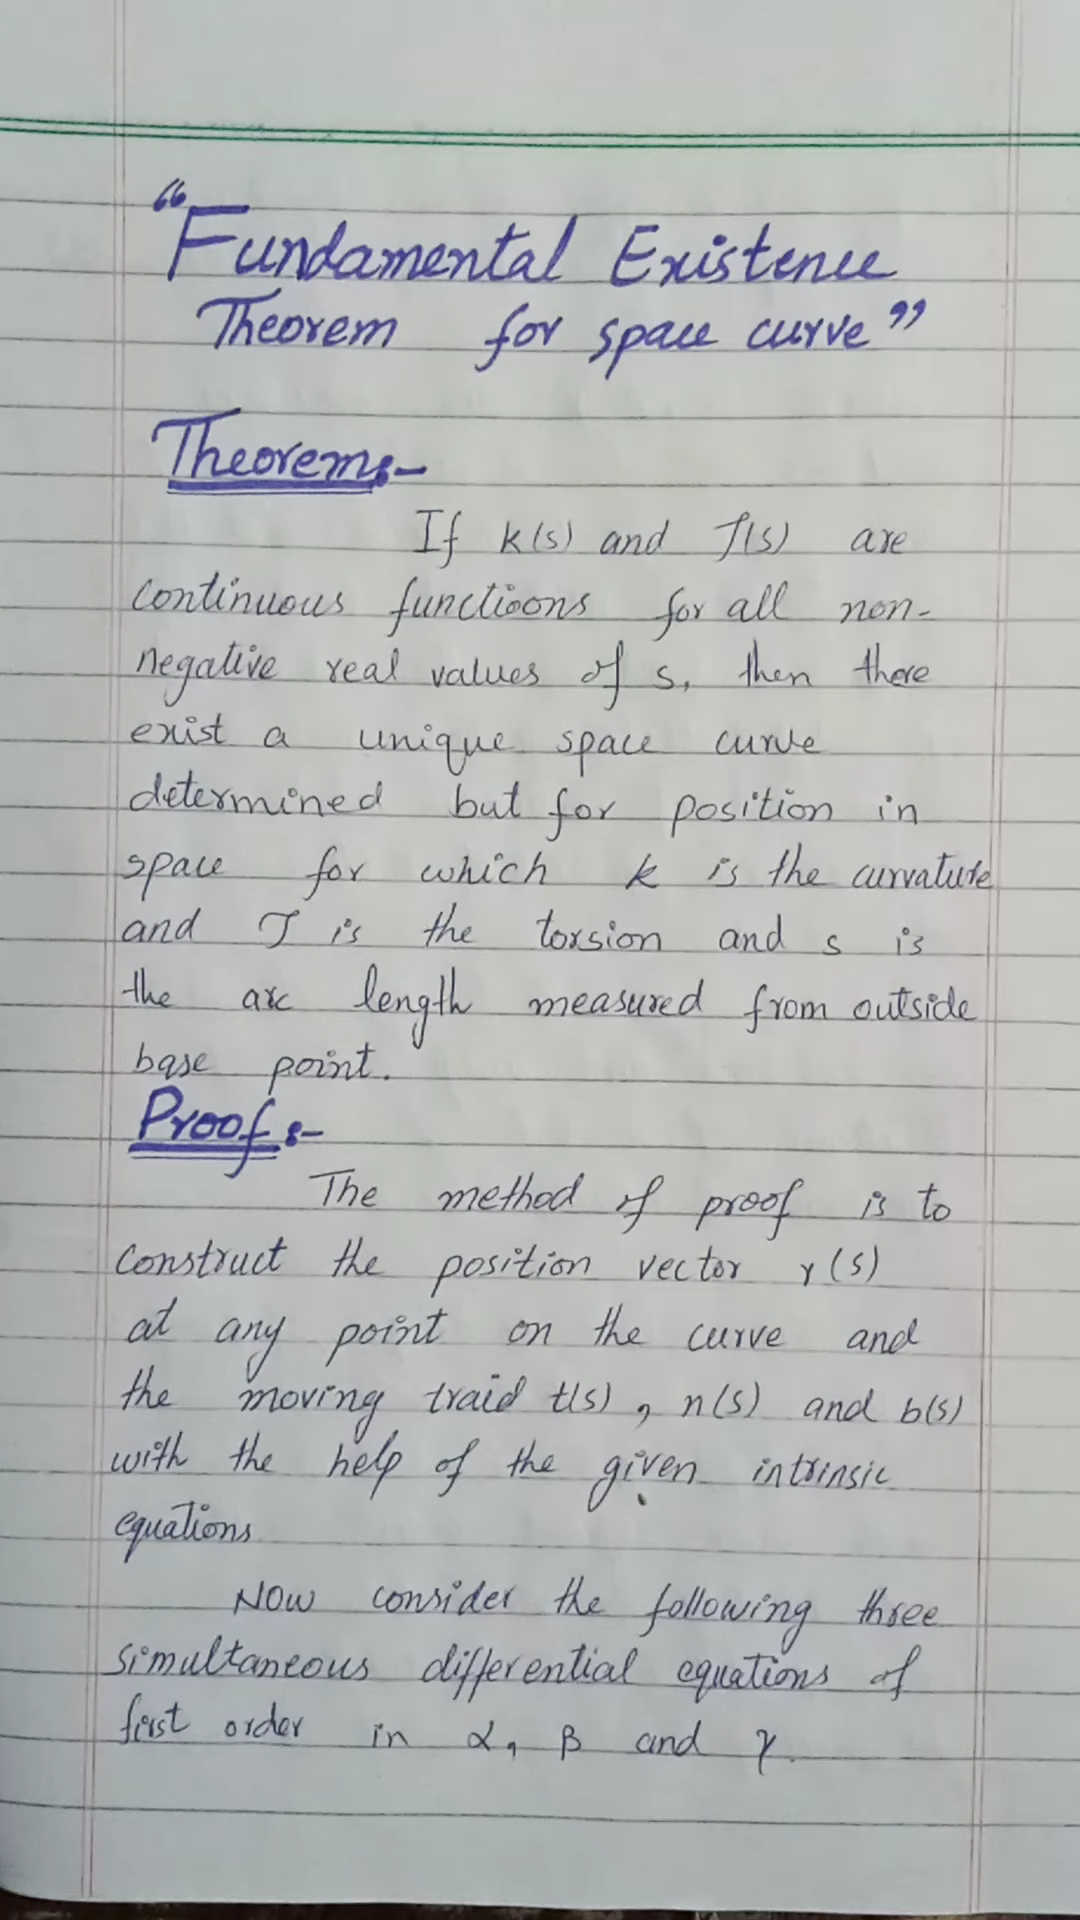 "Fundamental Existence
Theorem for space curve"
Theorem:-
If k(s) and τ(s) are
continuous functioons for all non-
negative real values of s, then there
exist a unique space curve
determined but for position in
space for which k is the curvature
and τ is the torsion and s is
the arc length measured from outside
base point.
Proof:-
The method of proof is to
construct the position vector r(s)
at any point on the curve and
the moving traid t(s), n(s) and b(s)
with the help of the given intrinsic
equations
Now consider the following three
simultaneous differential equations of
first order in α, β and γ.